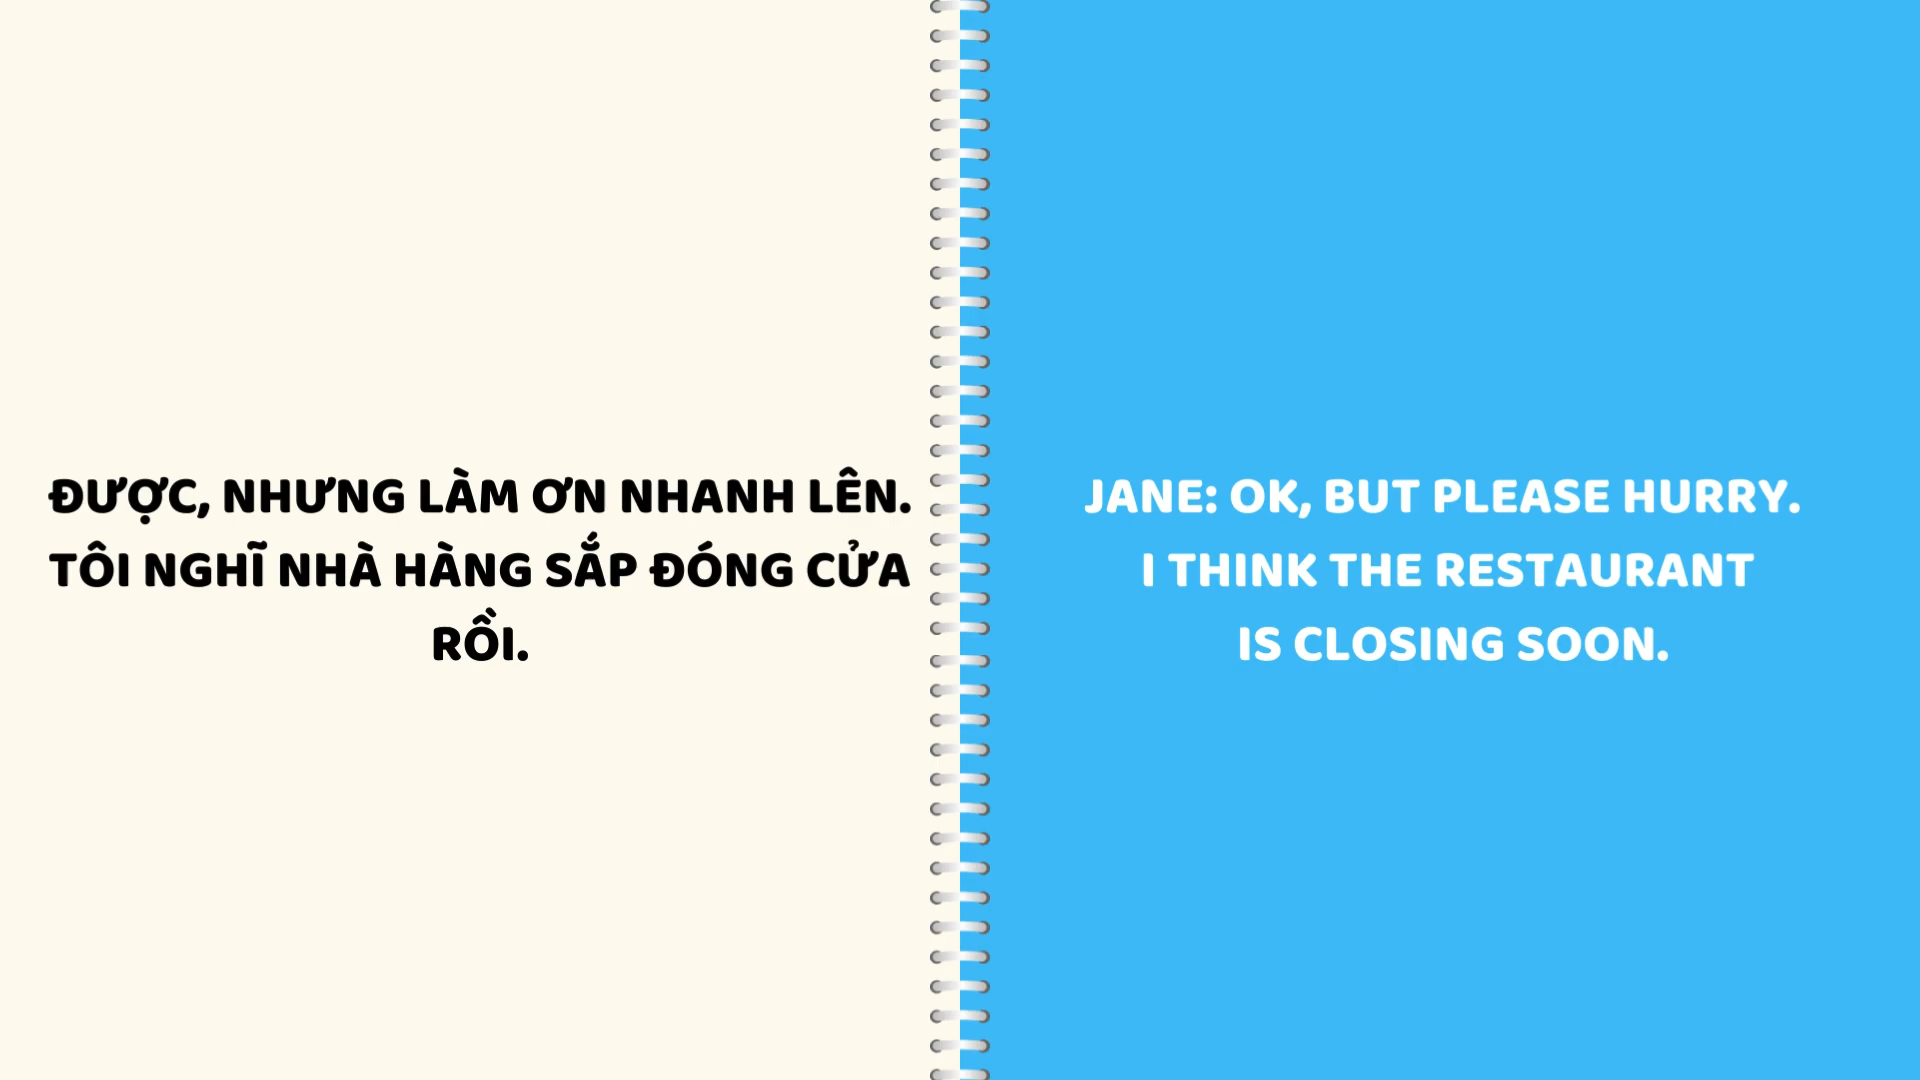 ĐƯỢC, NHƯNG LÀM ƠN NHANH LÊN.
TÔI NGHĨ NHÀ HÀNG SẮP ĐÓNG CỬA
RỒI.
JANE: OK, BUT PLEASE HURRY.
I THINK THE RESTAURANT
IS CLOSING SOON.